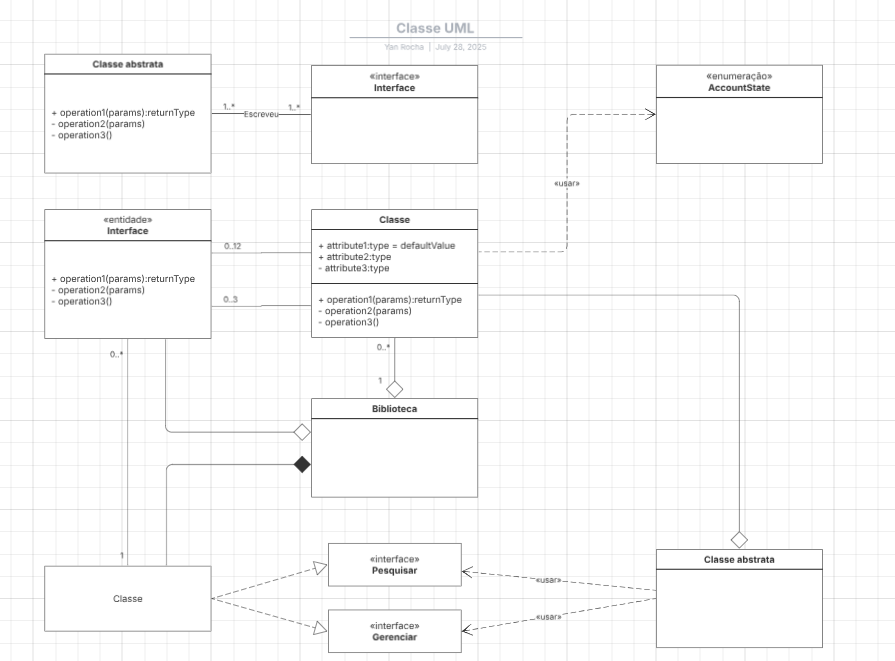 Classe UML
Yan Rocha | July 28, 2025
Classe abstrata
+ operation1(params):returnType
- operation2(params)
- operation3()
1..*
Escreveu
1..*
«interface»
Interface
«enumeração»
AccountState
«usar»
«entidade»
Interface
+ operation1(params):returnType
- operation2(params)
- operation3()
0..12
0..3
Classe
+ attribute1:type = defaultValue
+ attribute2:type
- attribute3:type
+ operation1(params):returnType
- operation2(params)
- operation3()
0..*
0..*
1
Biblioteca
1
Classe
«interface»
Pesquisar
«interface»
Gerenciar
«usar»
«usar»
Classe abstrata